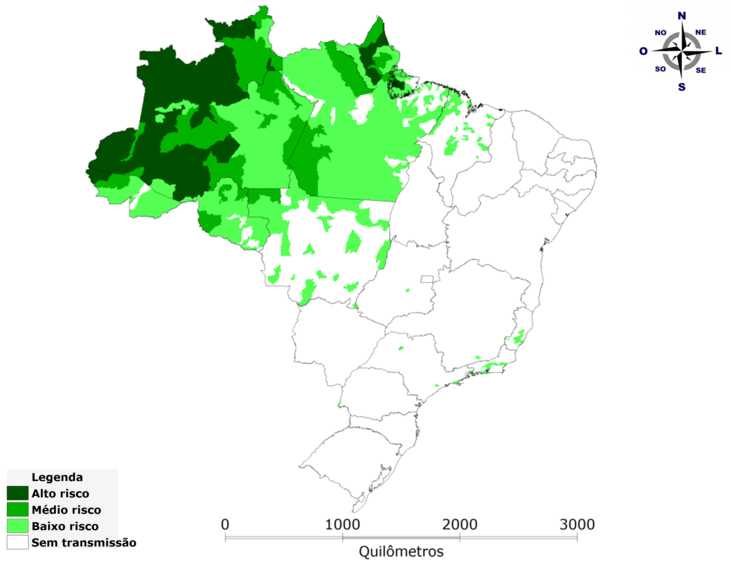 N
NO NE
O L
SO SE
S
Legenda
Alto risco
Médio risco
Baixo risco
Sem transmissão
0 1000 2000 3000
Quilômetros